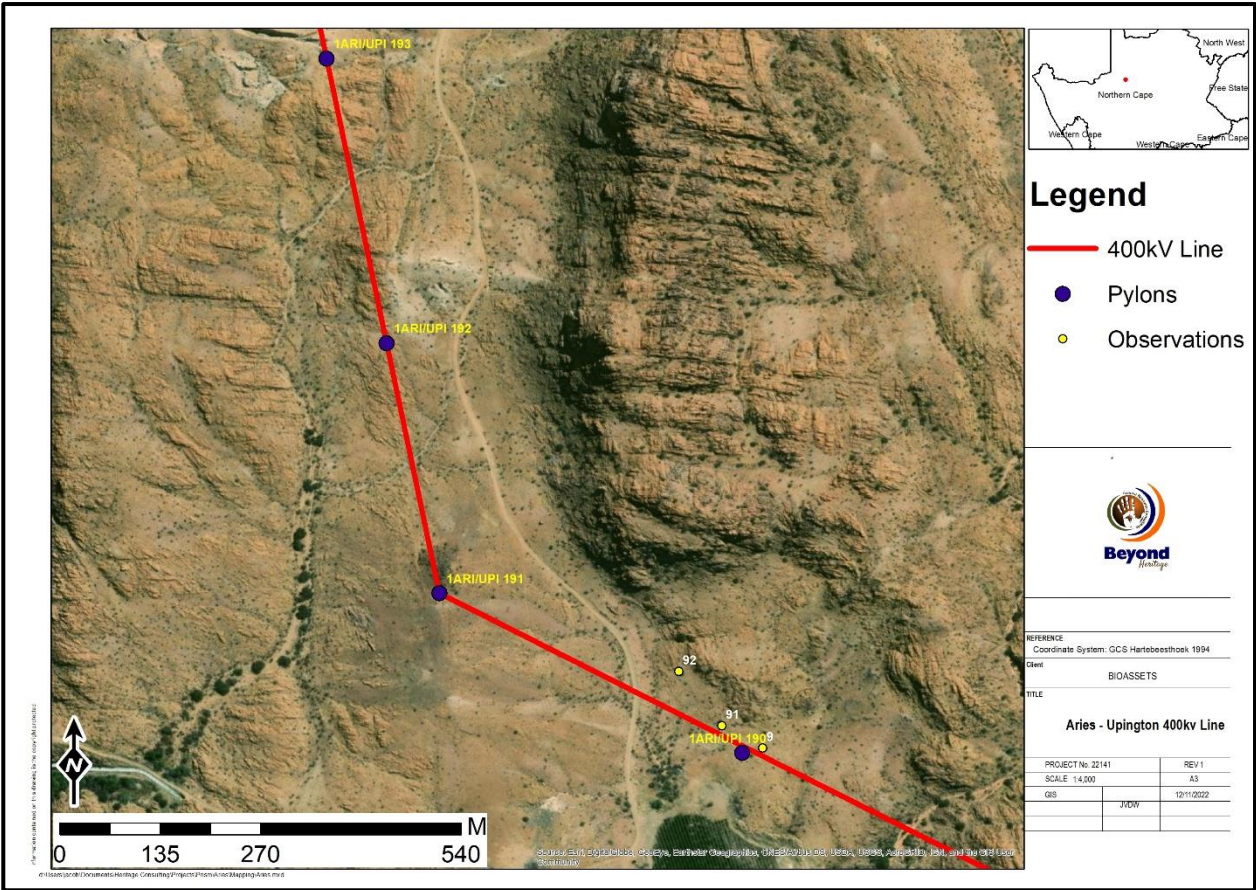 1ARI/UPI 193
1ARI/UPI 192
1ARI/UPI 191
92
91
1ARI/UPI 190
9
N
M
0 135 270 540
Community
North West
Northern Cape
Free State
Western Cape
Western Cape
Eastern Cape
Legend
400kV Line
Pylons
Observations
Beyond
Heritage
REFERENCE
Coordinate System: GCS Hartebeesthoek 1994
Client
BIOASSETS
TITLE
Aries - Upington 400kv Line
PROJECT No. 22141 REV 1
SCALE 1:4,000 A3
GIS 12/11/2022
JVDW